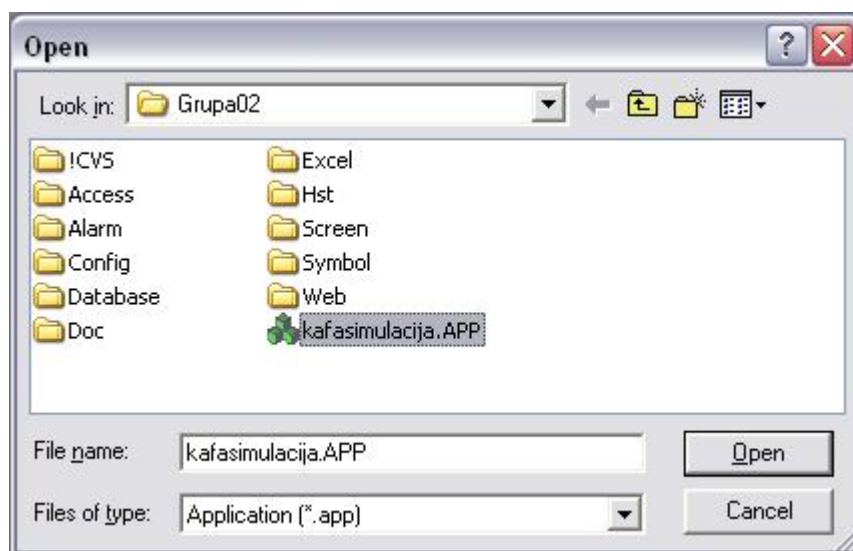 Open
Look in: Grupa02
!CVS Excel
Access Hst
Alarm Screen
Config Symbol
Database Web
Doc kafasimulacija.APP
File name: kafasimulacija.APP Open
Files of type: Application (*.app) Cancel